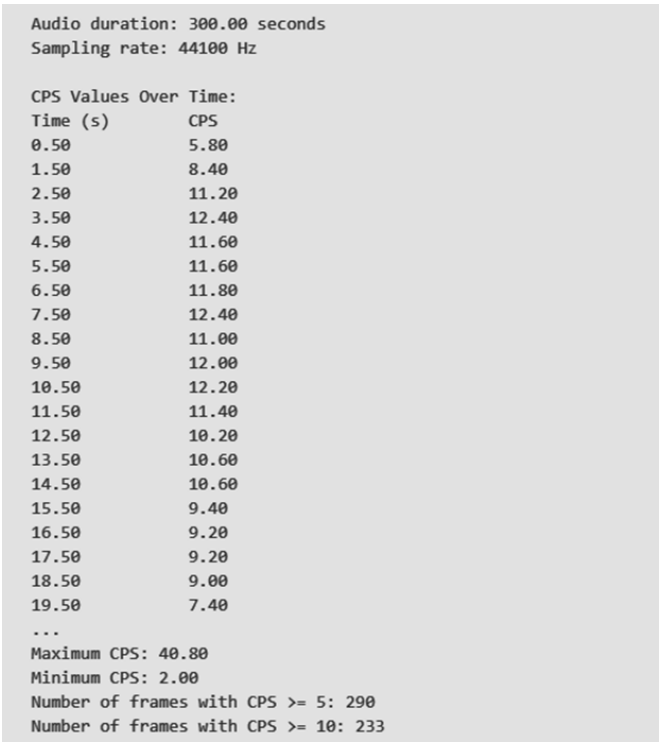 Audio duration: 300.00 seconds
Sampling rate: 44100 Hz
CPS Values Over Time:
Time (s) CPS
0.50 5.80
1.50 8.40
2.50 11.20
3.50 12.40
4.50 11.60
5.50 11.60
6.50 11.80
7.50 12.40
8.50 11.00
9.50 12.00
10.50 12.20
11.50 11.40
12.50 10.20
13.50 10.60
14.50 10.60
15.50 9.40
16.50 9.20
17.50 9.20
18.50 9.00
19.50 7.40
...
Maximum CPS: 40.80
Minimum CPS: 2.00
Number of frames with CPS >= 5: 290
Number of frames with CPS >= 10: 233